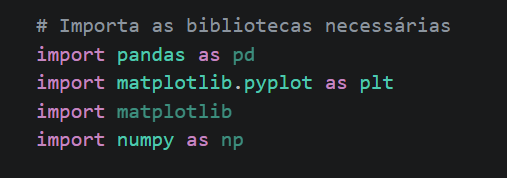 # Importa as bibliotecas necessárias
import pandas as pd
import matplotlib.pyplot as plt
import matplotlib
import numpy as np